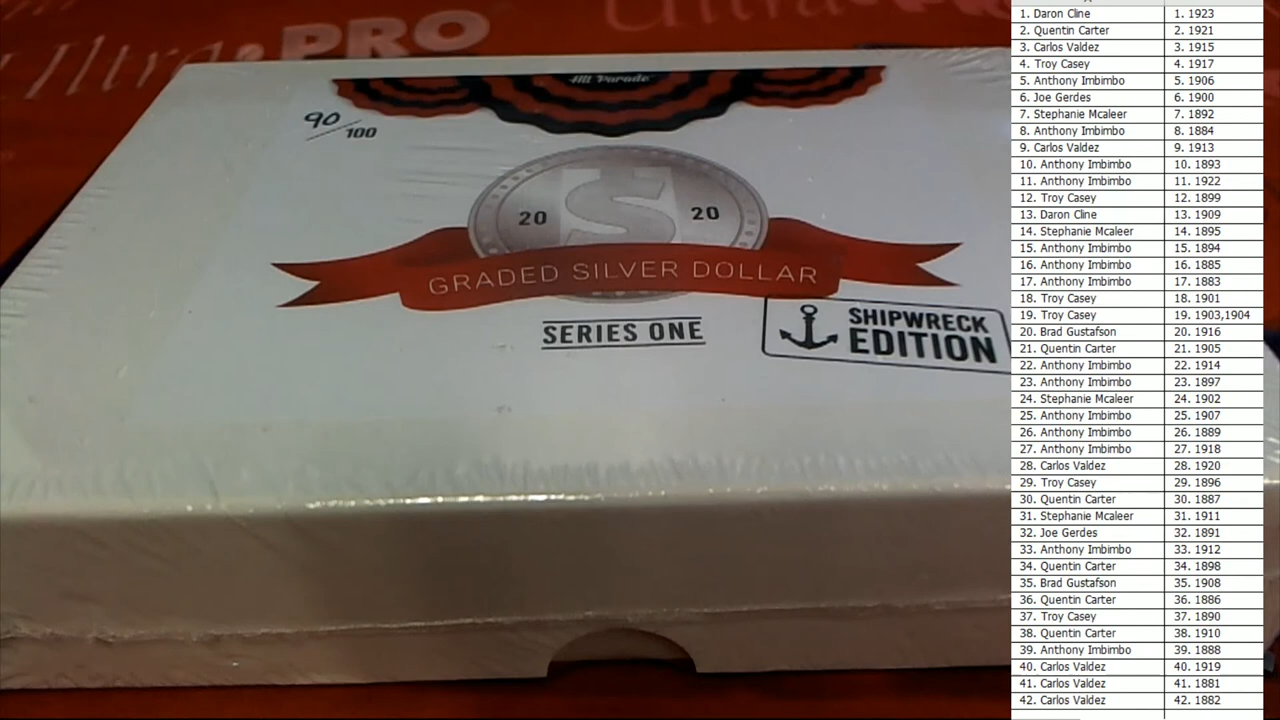 Ultra•PRO
Ultra•PRO
Hit Parade
90/100
20 20
GRADED SILVER DOLLAR
SERIES ONE
SHIPWRECK
EDITION
1. Daron Cline 1. 1923
2. Quentin Carter 2. 1921
3. Carlos Valdez 3. 1915
4. Troy Casey 4. 1917
5. Anthony Imbimbo 5. 1906
6. Joe Gerdes 6. 1900
7. Stephanie Mcaleer 7. 1892
8. Anthony Imbimbo 8. 1884
9. Carlos Valdez 9. 1913
10. Anthony Imbimbo 10. 1893
11. Anthony Imbimbo 11. 1922
12. Troy Casey 12. 1899
13. Daron Cline 13. 1909
14. Stephanie Mcaleer 14. 1895
15. Anthony Imbimbo 15. 1894
16. Anthony Imbimbo 16. 1885
17. Anthony Imbimbo 17. 1883
18. Troy Casey 18. 1901
19. Troy Casey 19. 1903,1904
20. Brad Gustafson 20. 1916
21. Quentin Carter 21. 1905
22. Anthony Imbimbo 22. 1914
23. Anthony Imbimbo 23. 1897
24. Stephanie Mcaleer 24. 1902
25. Anthony Imbimbo 25. 1907
26. Anthony Imbimbo 26. 1889
27. Anthony Imbimbo 27. 1918
28. Carlos Valdez 28. 1920
29. Troy Casey 29. 1896
30. Quentin Carter 30. 1887
31. Stephanie Mcaleer 31. 1911
32. Joe Gerdes 32. 1891
33. Anthony Imbimbo 33. 1912
34. Quentin Carter 34. 1898
35. Brad Gustafson 35. 1908
36. Quentin Carter 36. 1886
37. Troy Casey 37. 1890
38. Quentin Carter 38. 1910
39. Anthony Imbimbo 39. 1888
40. Carlos Valdez 40. 1919
41. Carlos Valdez 41. 1881
42. Carlos Valdez 42. 1882